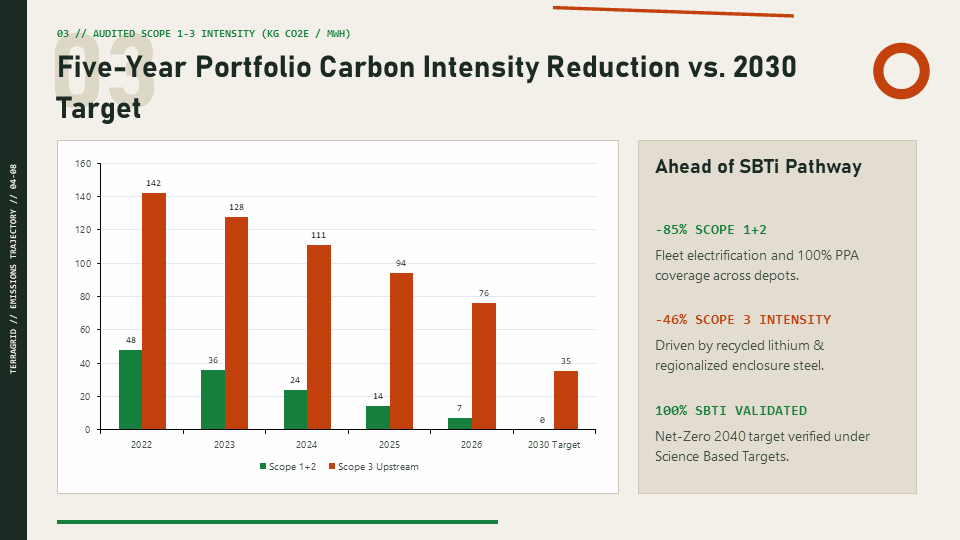 03 // AUDITED SCOPE 1-3 INTENSITY (KG CO2E / MWH)
03
Five-Year Portfolio Carbon Intensity Reduction vs. 2030
Target
TERRAGRID // EMISSIONS TRAJECTORY // 04-08
160
140
120
100
80
60
40
20
0
142
128
111
94
76
35
48
36
24
14
7
0
2022
2023
2024
2025
2026
2030 Target
Scope 1+2
Scope 3 Upstream
Ahead of SBTi Pathway
-85% SCOPE 1+2
Fleet electrification and 100% PPA
coverage across depots.
-46% SCOPE 3 INTENSITY
Driven by recycled lithium &
regionalized enclosure steel.
100% SBTI VALIDATED
Net-Zero 2040 target verified under
Science Based Targets.